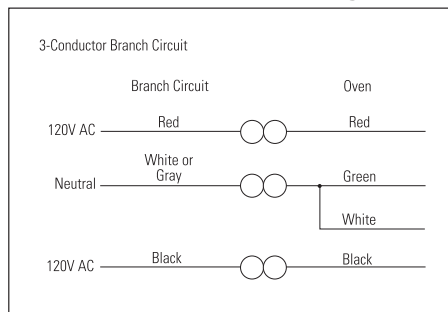 3-Conductor Branch Circuit
Branch Circuit Oven
120V AC Red Red
White or
Neutral Gray Green
White
120V AC Black Black